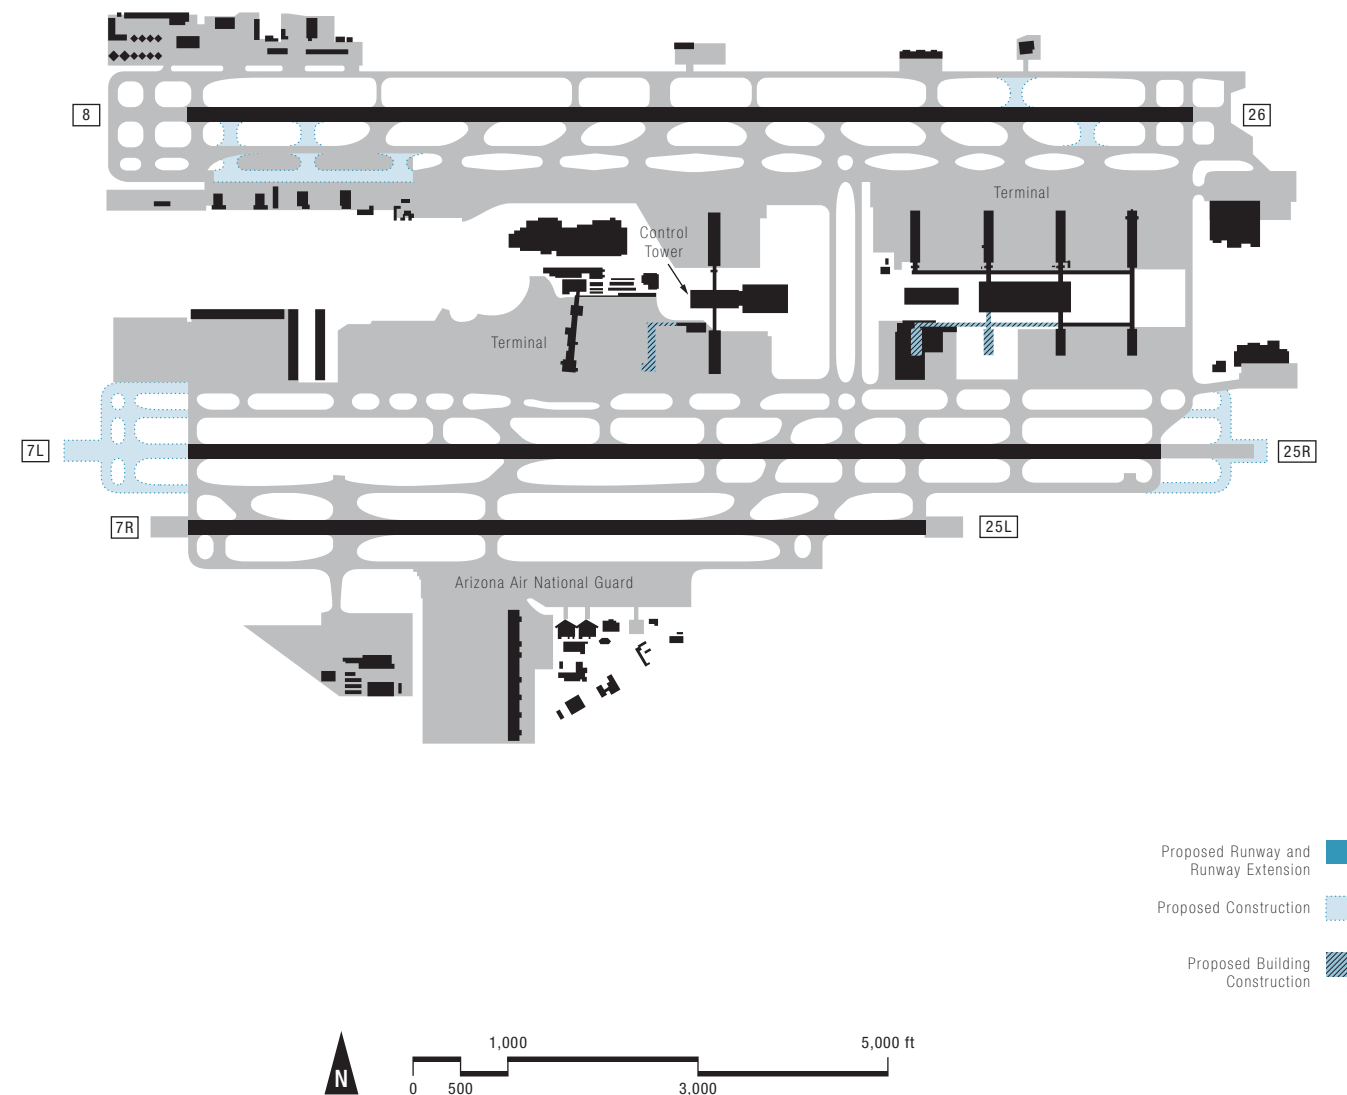 8
26
Terminal
Control
Tower
Terminal
7L
25R
7R
25L
Arizona Air National Guard
Proposed Runway and
Runway Extension
Proposed Construction
Proposed Building
Construction
1,000
5,000 ft
N
0
500
3,000